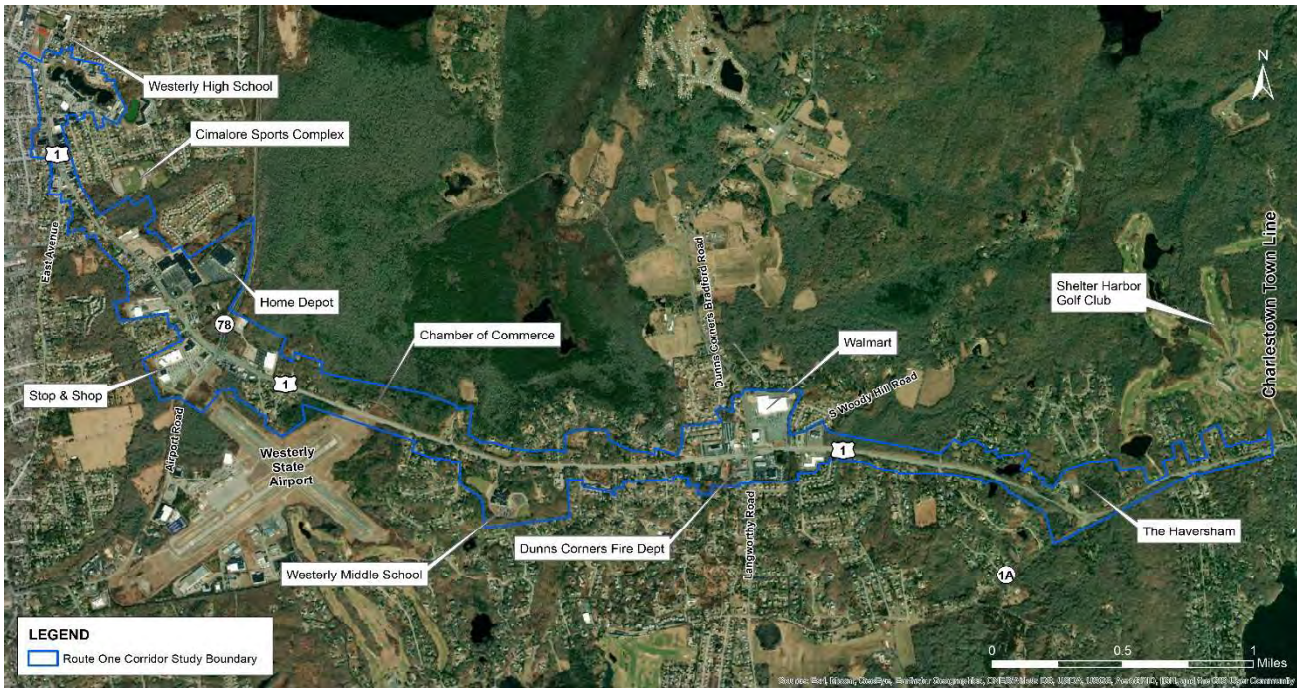 Westerly High School
N
Cimalore Sports Complex
1
East Avenue
Charlestown Town Line
Dunns Corners Bradford Road
Shelter Harbor
Golf Club
Home Depot
78
Chamber of Commerce
Walmart
1
Stop & Shop
S Woody Hill Road
Airport Road
Westerly
State
Airport
1
Langworthy Road
The Haversham
Dunns Corners Fire Dept
Westerly Middle School
1A
LEGEND
Route One Corridor Study Boundary
0 0.5 1
Miles